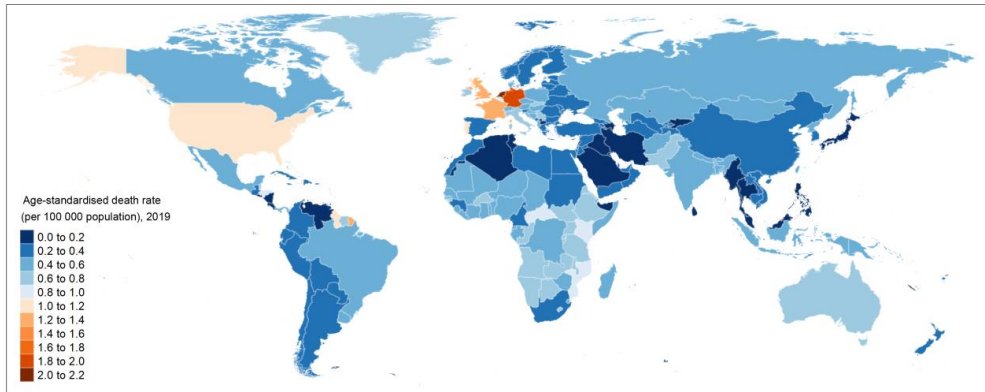 Age-standardised death rate
(per 100 000 population), 2019
0.0 to 0.2
0.2 to 0.4
0.4 to 0.6
0.6 to 0.8
0.8 to 1.0
1.0 to 1.2
1.2 to 1.4
1.4 to 1.6
1.6 to 1.8
1.8 to 2.0
2.0 to 2.2